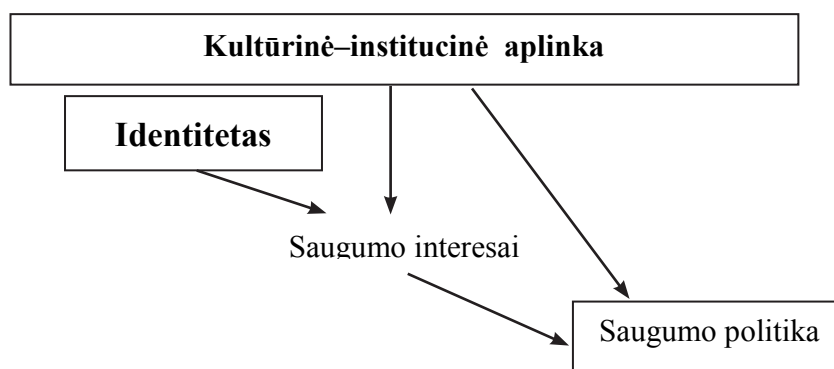 Kultūrinė–institucinė aplinka
Identitetas
Saugumo interesai
Saugumo politika